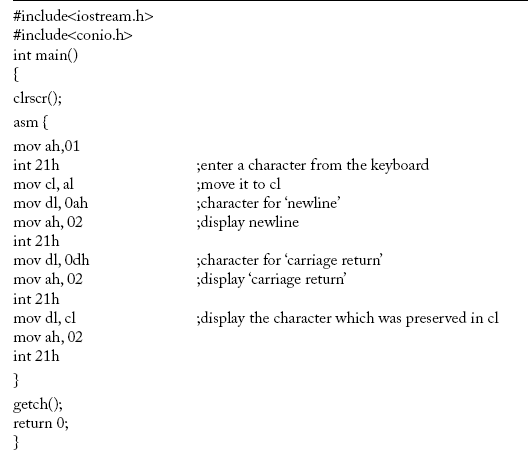 #include<iostream.h>
#include<conio.h>
int main()
{
clrscr();
asm {
mov ah,01
int 21h ;enter a character from the keyboard
mov cl, al ;move it to cl
mov dl, 0ah ;character for ‘newline’
mov ah, 02 ;display newline
int 21h
mov dl, 0dh ;character for ‘carriage return’
mov ah, 02 ;display ‘carriage return’
int 21h
mov dl, cl ;display the character which was preserved in cl
mov ah, 02
int 21h
}
getch();
return 0;
}